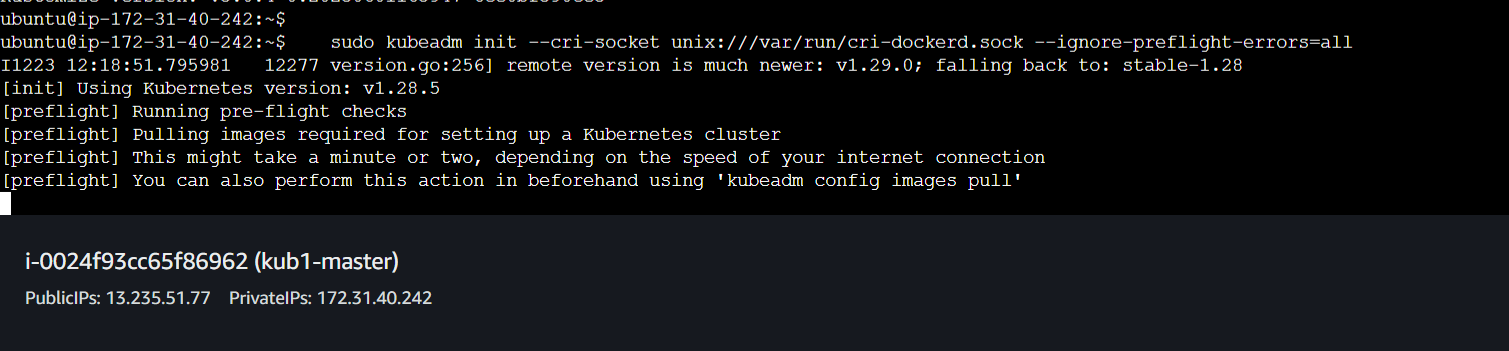 ubuntu@ip-172-31-40-242:~$
ubuntu@ip-172-31-40-242:~$    sudo kubeadm init --cri-socket unix:///var/run/cri-dockerd.sock --ignore-preflight-errors=all
I1223 12:18:51.795981   12277 version.go:256] remote version is much newer: v1.29.0; falling back to: stable-1.28
[init] Using Kubernetes version: v1.28.5
[preflight] Running pre-flight checks
[preflight] Pulling images required for setting up a Kubernetes cluster
[preflight] This might take a minute or two, depending on the speed of your internet connection
[preflight] You can also perform this action in beforehand using 'kubeadm config images pull'
i-0024f93cc65f86962 (kub1-master)
PublicIPs: 13.235.51.77   PrivateIPs: 172.31.40.242